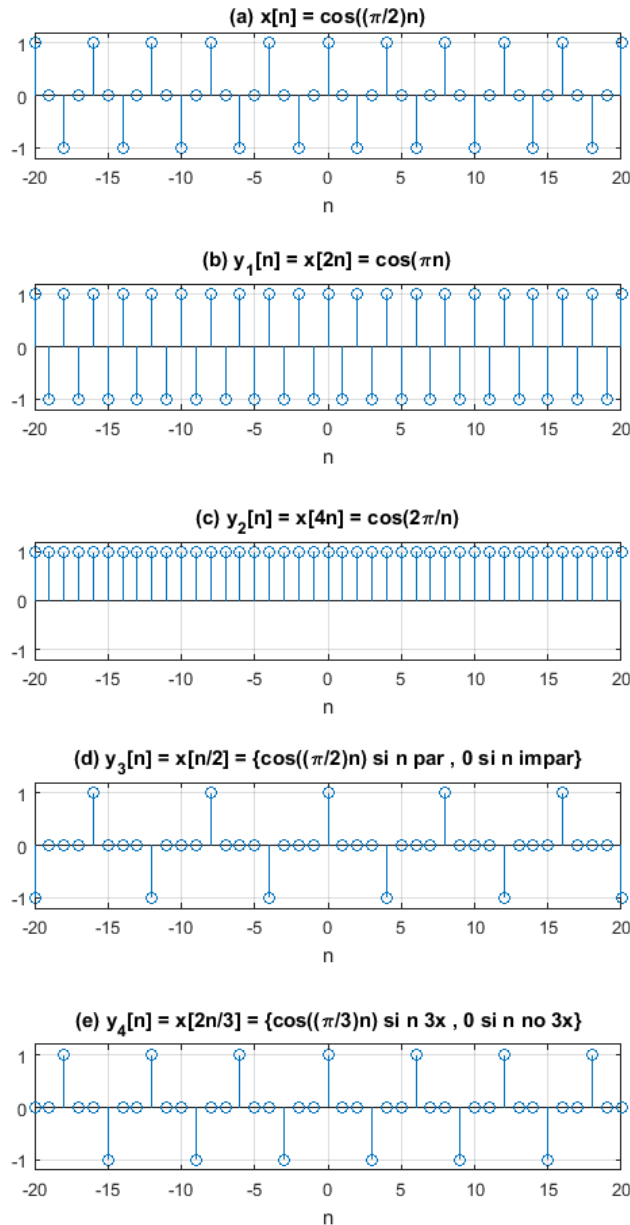 (a) x[n] = cos((π/2)n)
1
0
-1
-20 -15 -10 -5 0 5 10 15 20
n
(b) y₁[n] = x[2n] = cos(πn)
1
0
-1
-20 -15 -10 -5 0 5 10 15 20
n
(c) y₂[n] = x[4n] = cos(2π/n)
1
0
-1
-20 -15 -10 -5 0 5 10 15 20
n
(d) y₃[n] = x[n/2] = {cos((π/2)n) si n par , 0 si n impar}
1
0
-1
-20 -15 -10 -5 0 5 10 15 20
n
(e) y₄[n] = x[2n/3] = {cos((π/3)n) si n 3x , 0 si n no 3x}
1
0
-1
-20 -15 -10 -5 0 5 10 15 20
n